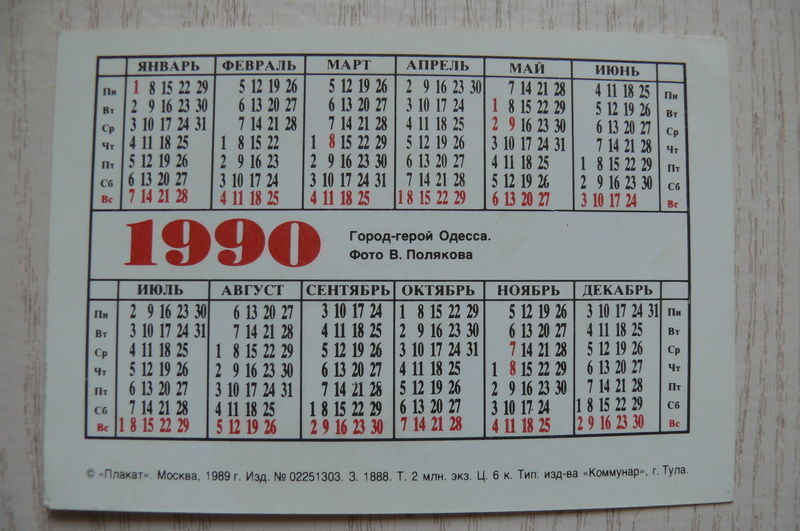 ЯНВАРЬ ФЕВРАЛЬ МАРТ АПРЕЛЬ МАЙ ИЮНЬ
Пн 1 8 15 22 29 5 12 19 26 5 12 19 26 2 9 16 23 30 7 14 21 28 4 11 18 25 Пн
Вт 2 9 16 23 30 6 13 20 27 6 13 20 27 3 10 17 24 1 8 15 22 29 5 12 19 26 Вт
Ср 3 10 17 24 31 7 14 21 28 7 14 21 28 4 11 18 25 2 9 16 23 30 6 13 20 27 Ср
Чт 4 11 18 25 1 8 15 22 1 8 15 22 29 5 12 19 26 3 10 17 24 31 7 14 21 28 Чт
Пт 5 12 19 26 2 9 16 23 2 9 16 23 30 6 13 20 27 4 11 18 25 1 8 15 22 29 Пт
Сб 6 13 20 27 3 10 17 24 3 10 17 24 31 7 14 21 28 5 12 19 26 2 9 16 23 30 Сб
Вс 7 14 21 28 4 11 18 25 4 11 18 25 1 8 15 22 29 6 13 20 27 3 10 17 24 Вс
1990
Город-герой Одесса.
Фото В. Полякова
ИЮЛЬ АВГУСТ СЕНТЯБРЬ ОКТЯБРЬ НОЯБРЬ ДЕКАБРЬ
Пн 2 9 16 23 30 6 13 20 27 3 10 17 24 1 8 15 22 29 5 12 19 26 3 10 17 24 31 Пн
Вт 3 10 17 24 31 7 14 21 28 4 11 18 25 2 9 16 23 30 6 13 20 27 4 11 18 25 Вт
Ср 4 11 18 25 1 8 15 22 29 5 12 19 26 3 10 17 24 31 7 14 21 28 5 12 19 26 Ср
Чт 5 12 19 26 2 9 16 23 30 6 13 20 27 4 11 18 25 1 8 15 22 29 6 13 20 27 Чт
Пт 6 13 20 27 3 10 17 24 31 7 14 21 28 5 12 19 26 2 9 16 23 30 7 14 21 28 Пт
Сб 7 14 21 28 4 11 18 25 1 8 15 22 29 6 13 20 27 3 10 17 24 1 8 15 22 29 Сб
Вс 1 8 15 22 29 5 12 19 26 2 9 16 23 30 7 14 21 28 4 11 18 25 2 9 16 23 30 Вс
© «Плакат». Москва, 1989 г. Изд. № 02251303. З. 1888. Т. 2 млн. экз. Ц. 6 к. Тип. изд-ва «Коммунар», г. Тула.